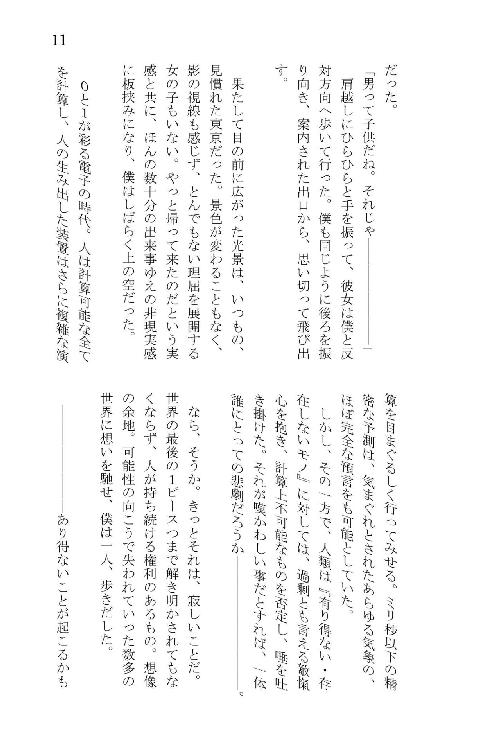 11
だった。
「男って子供だね。それじゃ――――――――」
　肩越しにひらひらと手を振って、彼女は僕と反
対方向へ歩いて行った。僕も同じように後ろを振
り向き、案内された出口から、思い切って飛び出
す。
　果たして目の前に広がった光景は、いつもの、
見慣れた東京だった。景色が変わることもなく、
影の視線も感じず、とんでもない理屈を展開する
女の子もいない。やっと帰って来たのだという実
感と共に、ほんの数十分の出来事ゆえの非現実感
に板挟みになり、僕はしばらく上の空だった。
　0と1が彩る電子の時代。人は計算可能な全て
を計算し、人の生み出した装置はさらに複雑な演
算を目まぐるしく行ってみせる。ミリ秒以下の精
密な予測は、気まぐれとされたあらゆる気象の、
ほぼ完全な預言をも可能としていた。
　しかし、その一方で、人類は『有り得ない・存
在しないモノ』に対しては、過剰とも言える敵愾
心を抱き、計算上不可能なものを否定し、唾を吐
き掛けた。それが嘆かわしい事だとすれば、一体
誰にとっての悲劇だろうか――――――――。
　なら、そうか。きっとそれは、寂しいことだ。
世界の最後の1ピースつまで解き明かされてもな
くならず、人が持ち続ける権利のあるもの。想像
の余地。可能性の向こうで失われていった数多の
世界に想いを馳せ、僕は一人、歩きだした。
――――――――あり得ないことが起こるかも